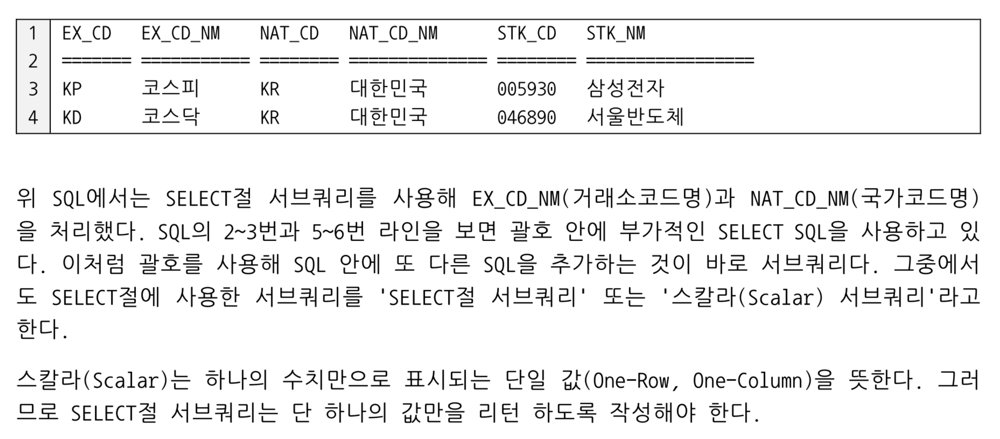 1 EX_CD EX_CD_NM NAT_CD NAT_CD_NM STK_CD STK_NM
2 ======= =========== ======== ============== ======== =================
3 KP 코스피 KR 대한민국 005930 삼성전자
4 KD 코스닥 KR 대한민국 046890 서울반도체
위 SQL에서는 SELECT절 서브쿼리를 사용해 EX_CD_NM(거래소코드명)과 NAT_CD_NM(국가코드명)
을 처리했다. SQL의 2~3번과 5~6번 라인을 보면 괄호 안에 부가적인 SELECT SQL을 사용하고 있
다. 이처럼 괄호를 사용해 SQL 안에 또 다른 SQL을 추가하는 것이 바로 서브쿼리다. 그중에서
도 SELECT절에 사용한 서브쿼리를 'SELECT절 서브쿼리' 또는 '스칼라(Scalar) 서브쿼리'라고
한다.
스칼라(Scalar)는 하나의 수치만으로 표시되는 단일 값(One-Row, One-Column)을 뜻한다. 그러
므로 SELECT절 서브쿼리는 단 하나의 값만을 리턴 하도록 작성해야 한다.